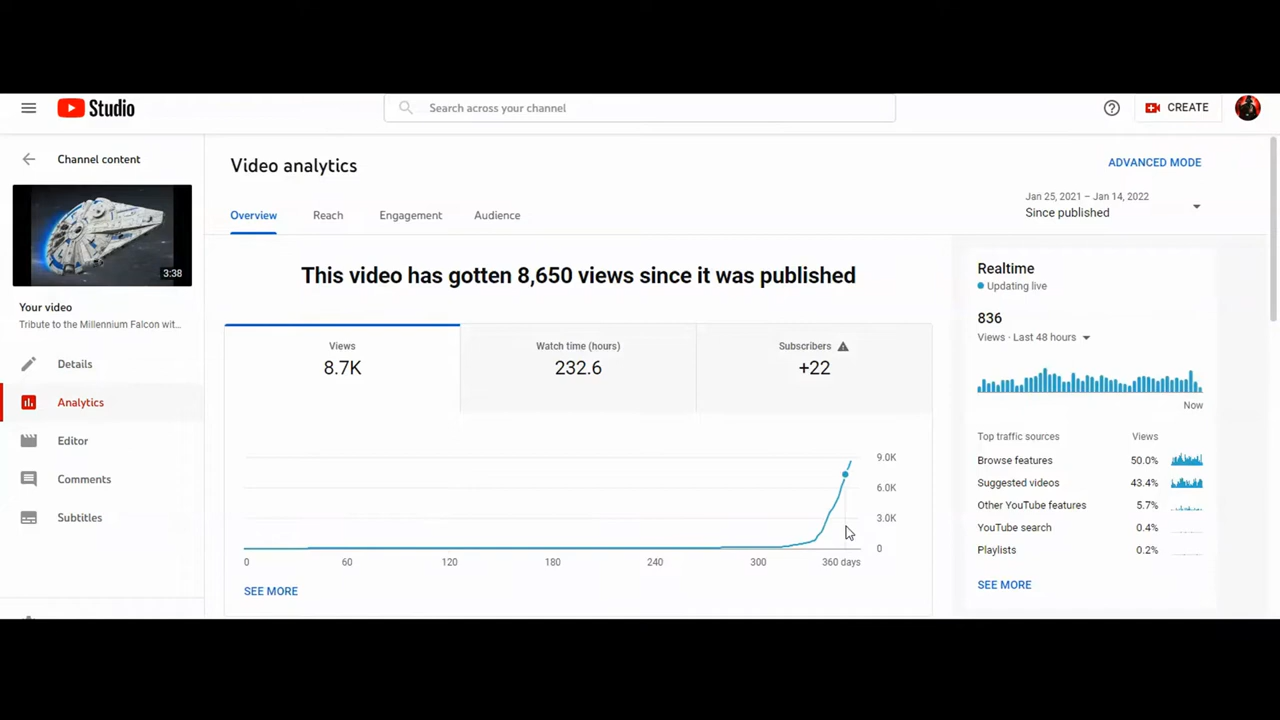 Studio
Search across your channel
CREATE
Channel content
3:38
Your video
Tribute to the Millennium Falcon wit...
Details
Analytics
Editor
Comments
Subtitles
Video analytics
ADVANCED MODE
Jan 25, 2021 – Jan 14, 2022
Since published
Overview
Reach
Engagement
Audience
This video has gotten 8,650 views since it was published
Views
8.7K
Watch time (hours)
232.6
Subscribers
+22
9.0K
6.0K
3.0K
0
0 60 120 180 240 300 360 days
SEE MORE
Realtime
Updating live
836
Views · Last 48 hours
Now
Top traffic sources Views
Browse features 50.0%
Suggested videos 43.4%
Other YouTube features 5.7%
YouTube search 0.4%
Playlists 0.2%
SEE MORE